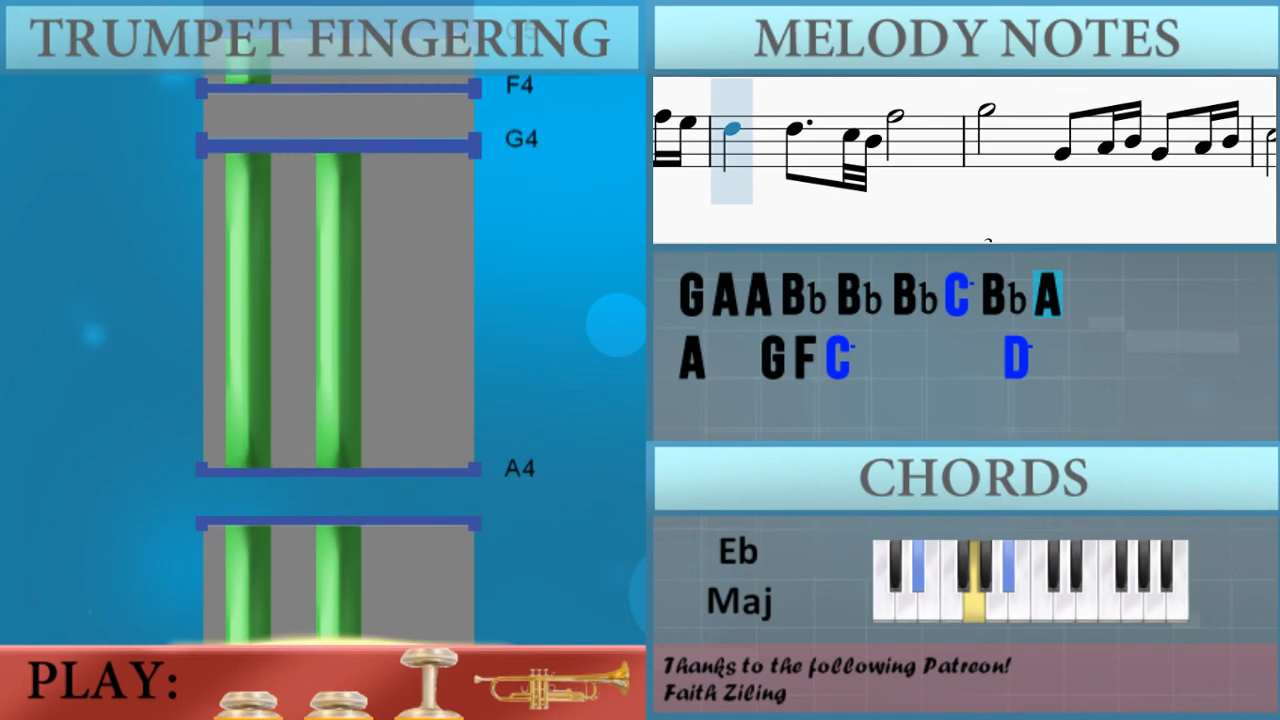 TRUMPET FINGERING
F4
G4
A4
PLAY:
MELODY NOTES
G A A Bb Bb Bb C- Bb A
A G F C- D-
CHORDS
Eb
Maj
Thanks to the following Patreon!
Faith Ziling